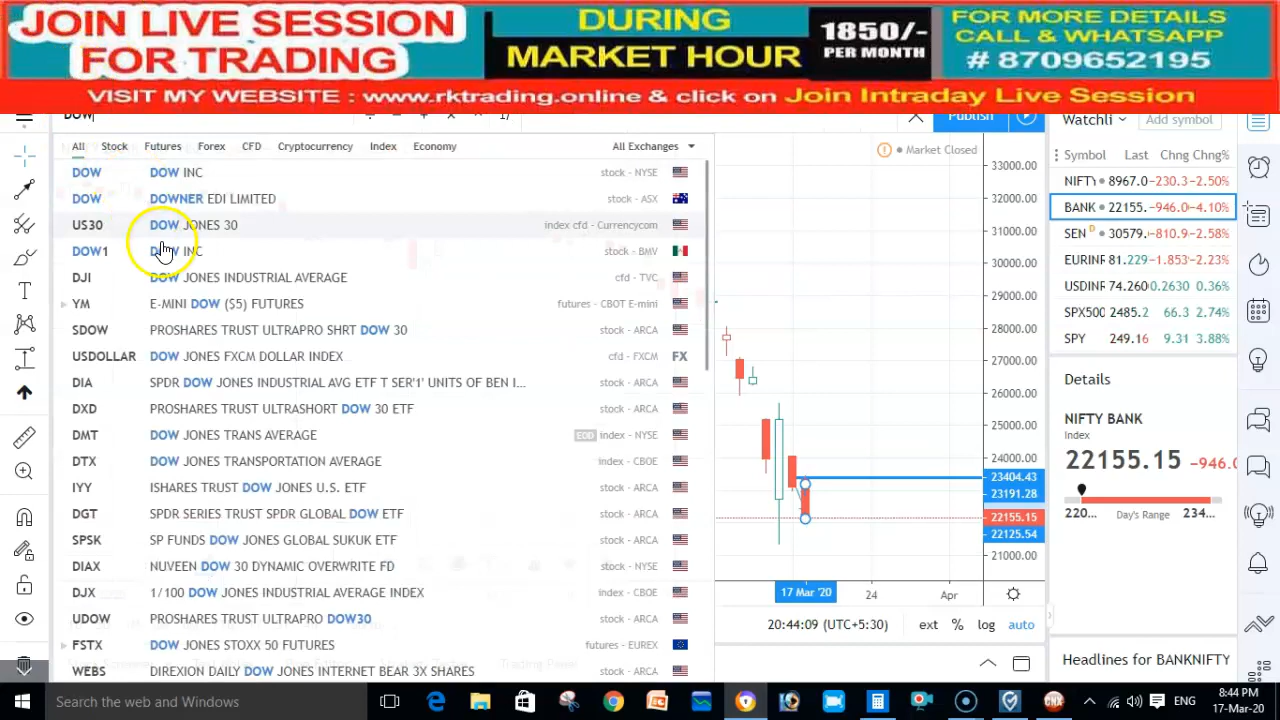 JOIN LIVE SESSION
FOR TRADING
DURING
MARKET HOUR
1850/-
PER MONTH
FOR MORE DETAILS
CALL & WHATSAPP
# 8709652195
VISIT MY WEBSITE : www.rktrading.online & click on Join Intraday Live Session
DOW
Publish
Watchli
Add symbol
All Stock Futures Forex CFD Cryptocurrency Index Economy All Exchanges
Market Closed
DOW DOW INC stock - NYSE
DOW DOWNER EDI LIMITED stock - ASX
US30 DOW JONES 30 index cfd - Currencycom
DOW1 DOW INC stock - BMV
DJI DOW JONES INDUSTRIAL AVERAGE cfd - TVC
YM E-MINI DOW ($5) FUTURES futures - CBOT E-mini
SDOW PROSHARES TRUST ULTRAPRO SHRT DOW 30 stock - ARCA
USDOLLAR DOW JONES FXCM DOLLAR INDEX cfd - FXCM FX
DIA SPDR DOW JONES INDUSTRIAL AVG ETF T SER'1' UNITS OF BEN I... stock - ARCA
DXD PROSHARES TRUST ULTRASHORT DOW 30 ETF stock - ARCA
DMT DOW JONES TRANS AVERAGE EOD index - NYSE
DTX DOW JONES TRANSPORTATION AVERAGE index - CBOE
IYY ISHARES TRUST DOW JONES U.S. ETF stock - ARCA
DGT SPDR SERIES TRUST SPDR GLOBAL DOW ETF stock - ARCA
SPSK SP FUNDS DOW JONES GLOBAL SUKUK ETF stock - ARCA
DIAX NUVEEN DOW 30 DYNAMIC OVERWRITE FD stock - NYSE
DJX 1/100 DOW JONES INDUSTRIAL AVERAGE INDEX index - CBOE
UDOW PROSHARES TRUST ULTRAPRO DOW30 stock - ARCA
FSTX DOW JONES STOXX 50 FUTURES futures - EUREX
WEBS DIREXION DAILY DOW JONES INTERNET BEAR 3X SHARES stock - ARCA
33000.00
31000.00
30000.00
29000.00
28000.00
27000.00
26000.00
25000.00
24000.00
23404.43
23191.28
22155.15
22125.54
21000.00
17 Mar '20 24 Apr
20:44:09 (UTC+5:30) ext % log auto
Symbol Last Chng Chng%
NIFTY 8967.0 -230.3 -2.50%
BANK 22155. -946.0 -4.10%
SEN D 30579. -810.9 -2.58%
EURINF 81.229 -1.853 -2.23%
USDINF 74.260 0.2630 0.36%
SPX500 2485.2 66.3 2.74%
SPY 249.16 9.31 3.88%
Details
NIFTY BANK
Index
22155.15 -946.0
220... Day's Range 234...
Headlines for BANKNIFTY
Trading Panel
Search the web and Windows
ENG
8:44 PM
17-Mar-20